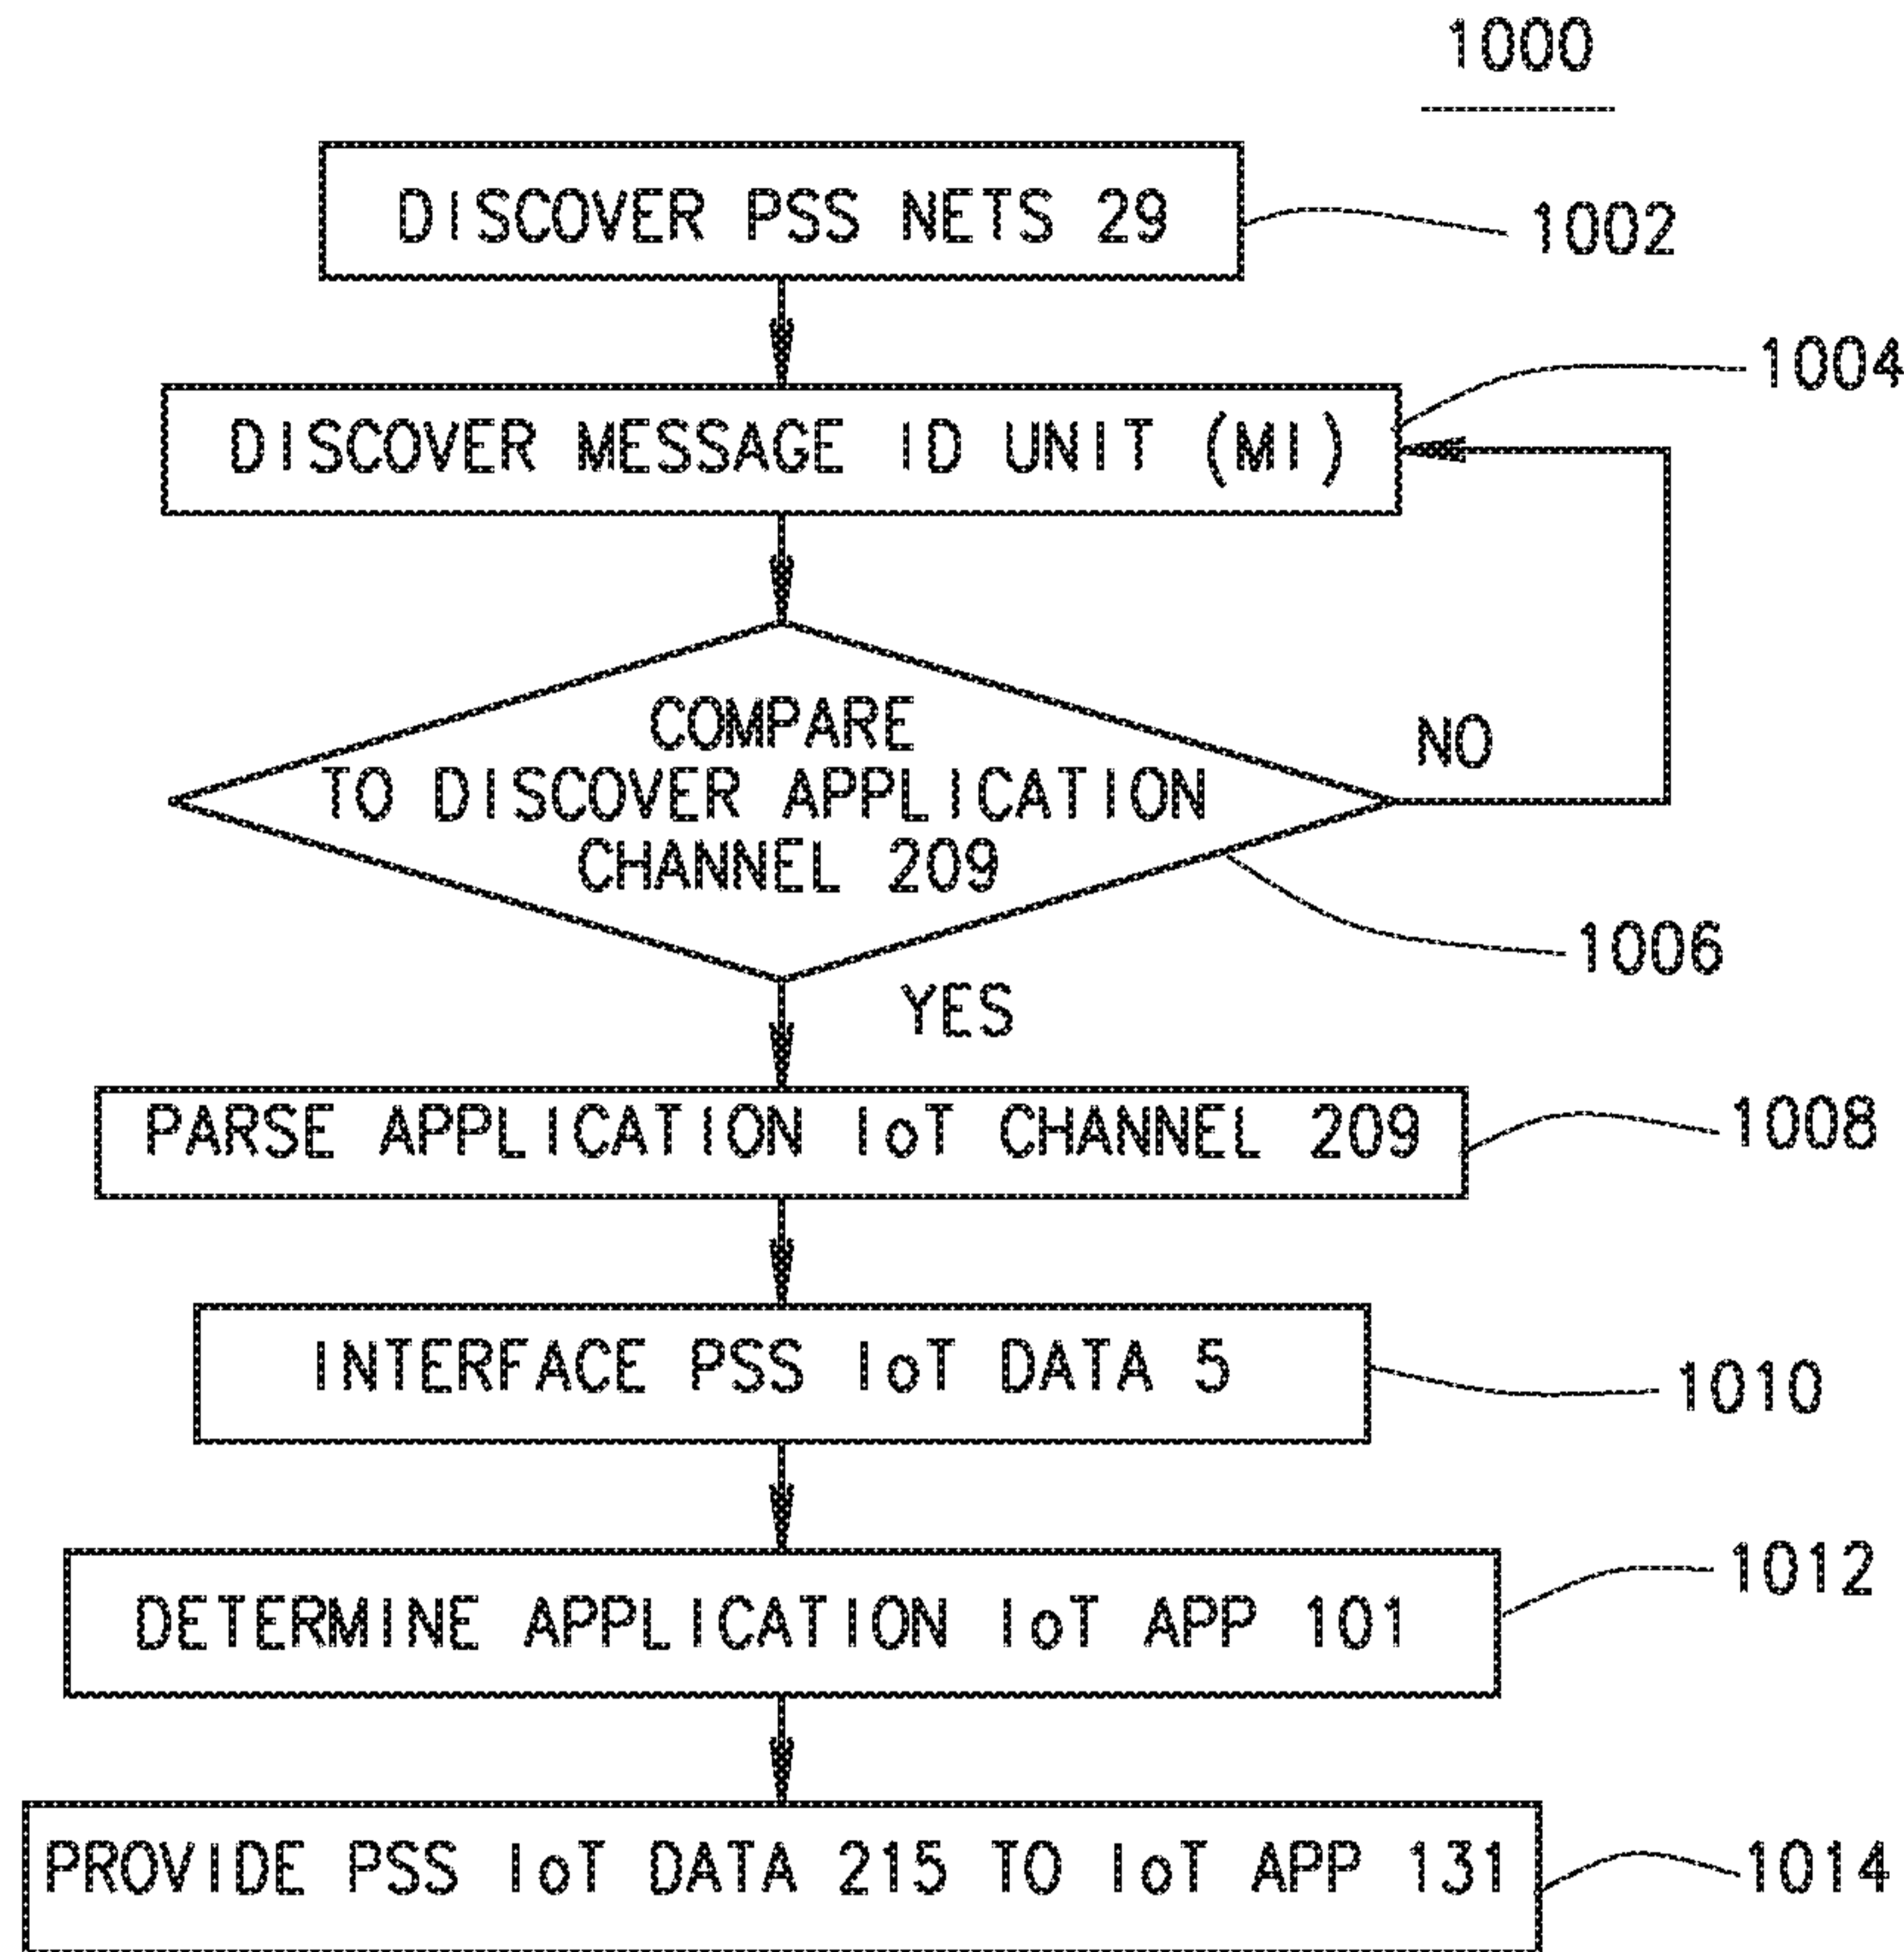 1000
DISCOVER PSS NETS 29
1002
1004
DISCOVER MESSAGE ID UNIT (MI)
COMPARE
TO DISCOVER APPLICATION
CHANNEL 209
NO
1006
YES
PARSE APPLICATION IoT CHANNEL 209
1008
INTERFACE PSS IoT DATA 5
1010
DETERMINE APPLICATION IoT APP 101
1012
PROVIDE PSS IoT DATA 215 TO IoT APP 131
1014